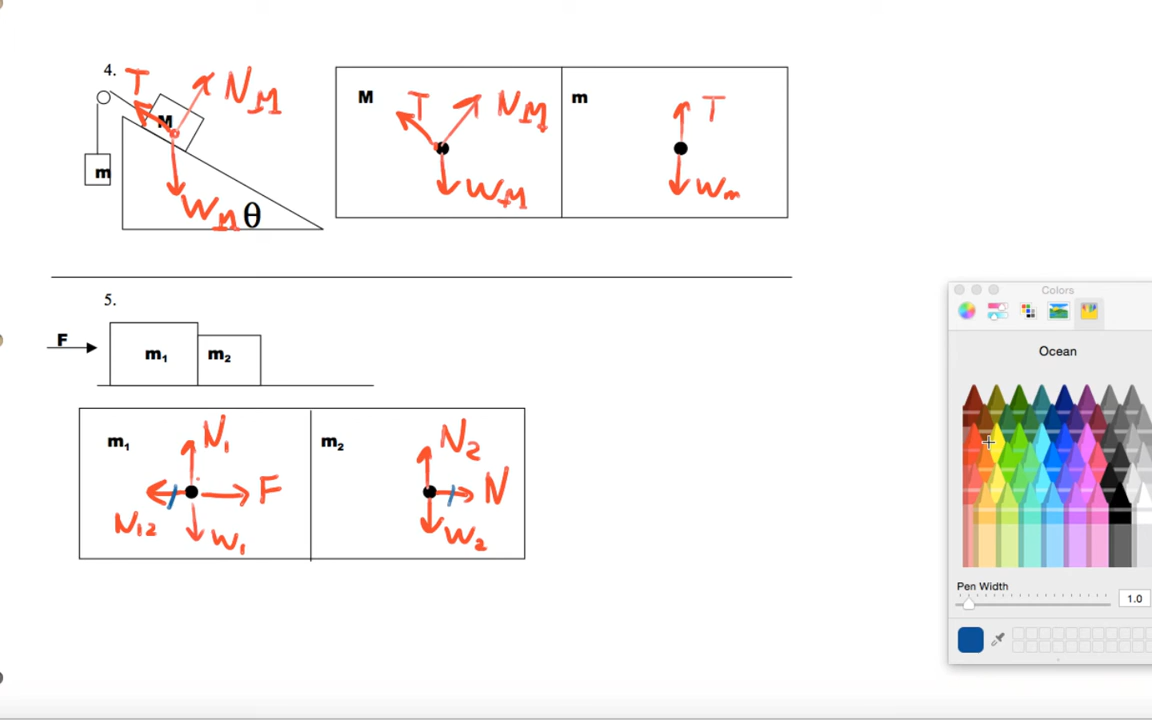 4.
T
N_M
M
m
W_M
θ
M
T
N_M
W_M
m
T
W_m
5.
F
m₁
m₂
m₁
N₁
F
N₁₂
W₁
m₂
N₂
N
W₂
Colors
Ocean
Pen Width
1.0